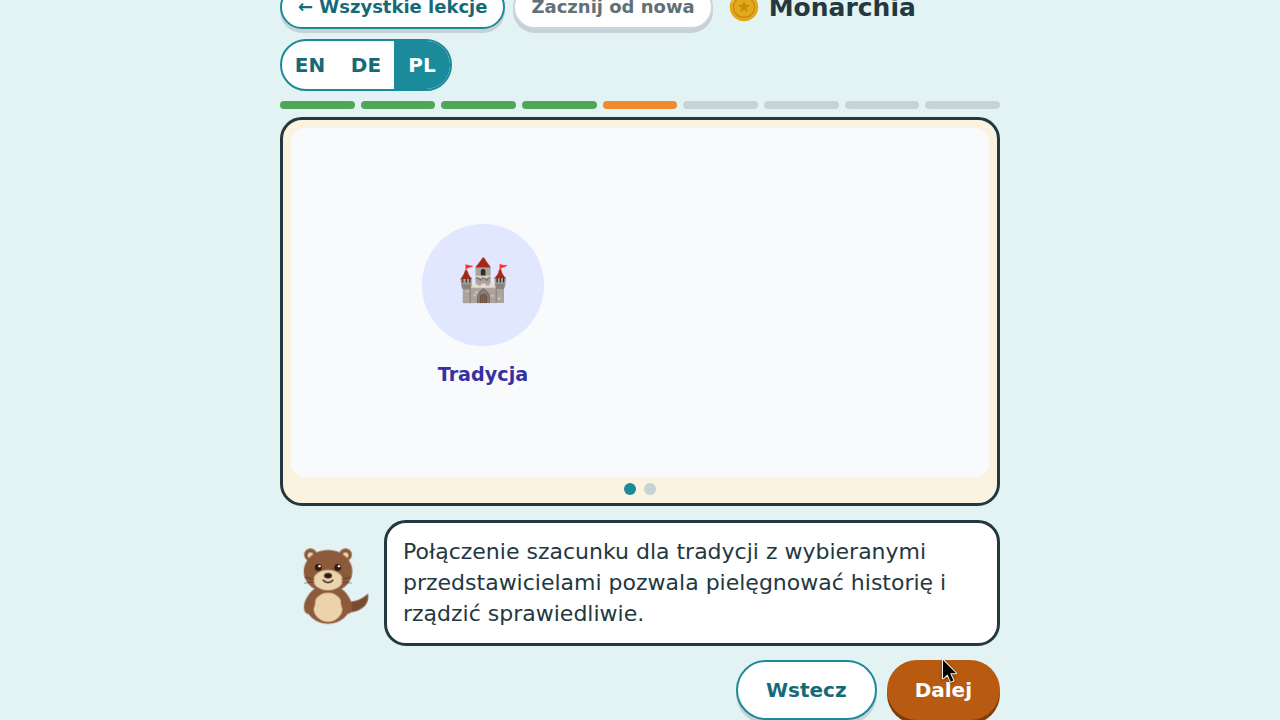 ← Wszystkie lekcje
Zacznij od nowa
Monarchia
EN DE PL
Tradycja
Połączenie szacunku dla tradycji z wybieranymi
przedstawicielami pozwala pielęgnować historię i
rządzić sprawiedliwie.
Wstecz
Dalej